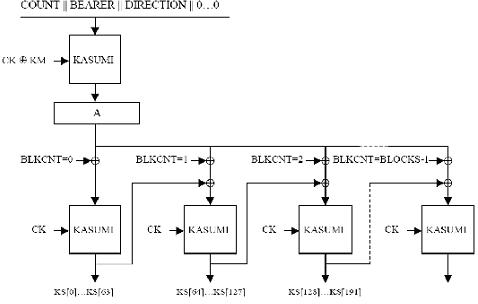 COUNT || BEARER || DIRECTION || 0…0
CK ⊕ KM KASUMI
A
BLKCNT=0 BLKCNT=1 BLKCNT=2 BLKCNT=BLOCKS-1
CK KASUMI CK KASUMI CK KASUMI CK KASUMI
KS[0]…KS[63] KS[64]…KS[127] KS[128]…KS[191]